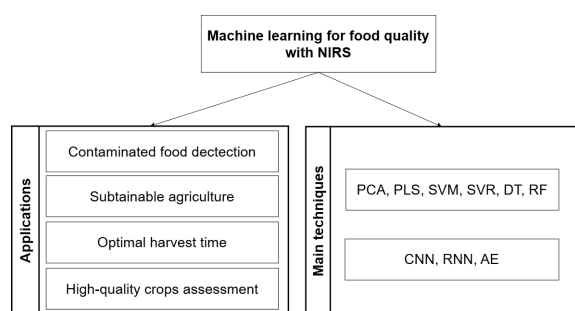 Machine learning for food quality
with NIRS
Applications
Contaminated food dectection
Subtainable agriculture
Optimal harvest time
High-quality crops assessment
Main techniques
PCA, PLS, SVM, SVR, DT, RF
CNN, RNN, AE